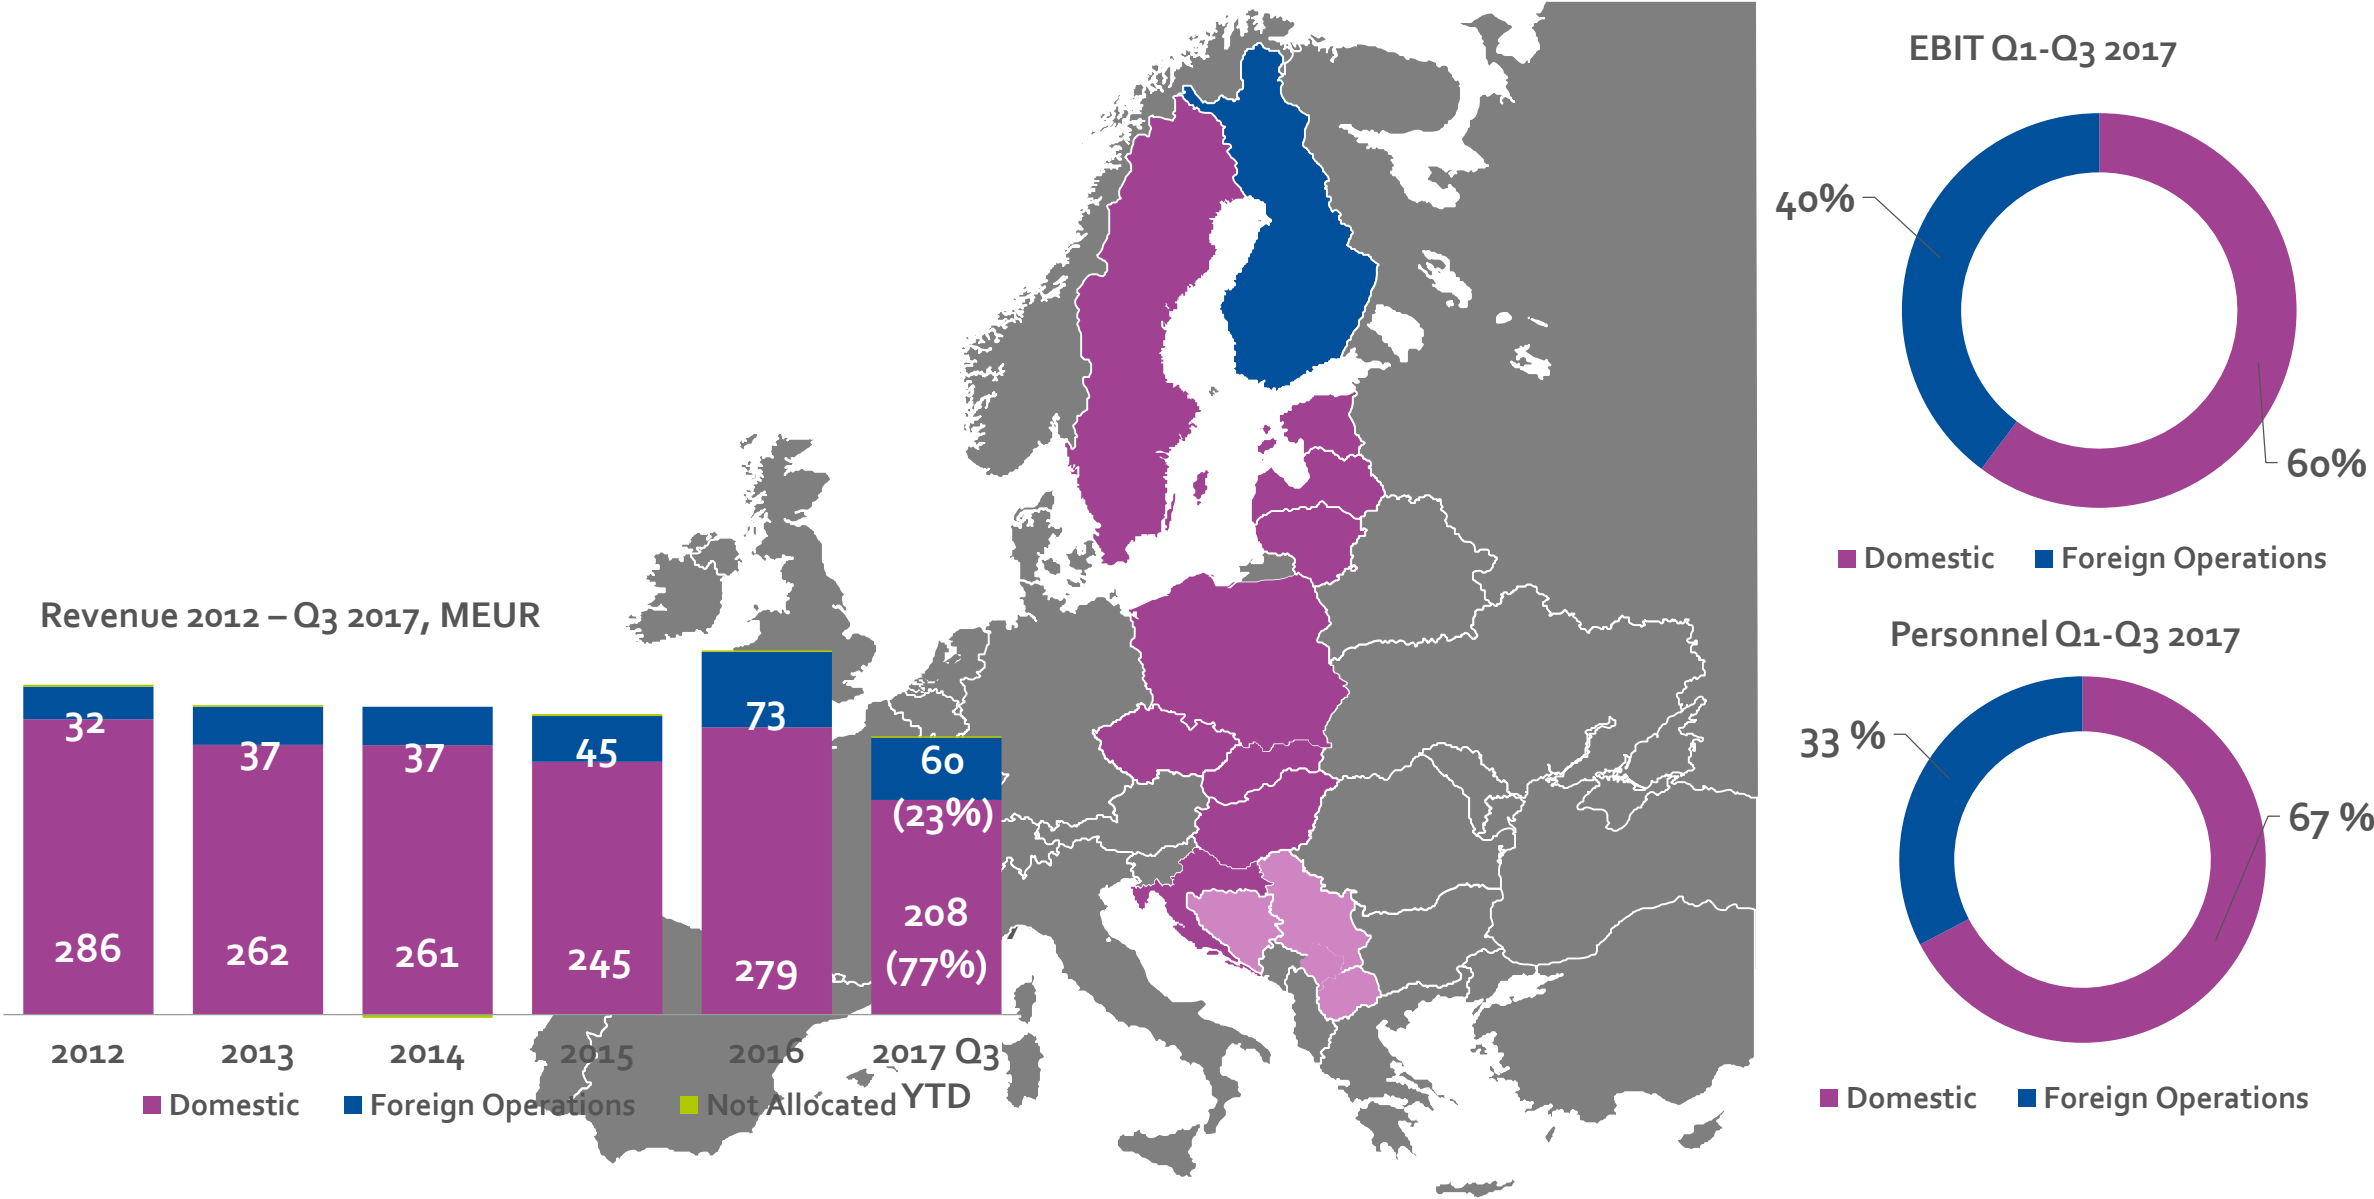 EBIT Q1-Q3 2017
40%
60%
Domestic Foreign Operations
Revenue 2012 – Q3 2017, MEUR
32 37 37 45 73 60
(23%)
286 262 261 245 279 208
(77%)
2012 2013 2014 2015 2016 2017 Q3
YTD
Domestic Foreign Operations Not Allocated
Personnel Q1-Q3 2017
33 %
67 %
Domestic Foreign Operations